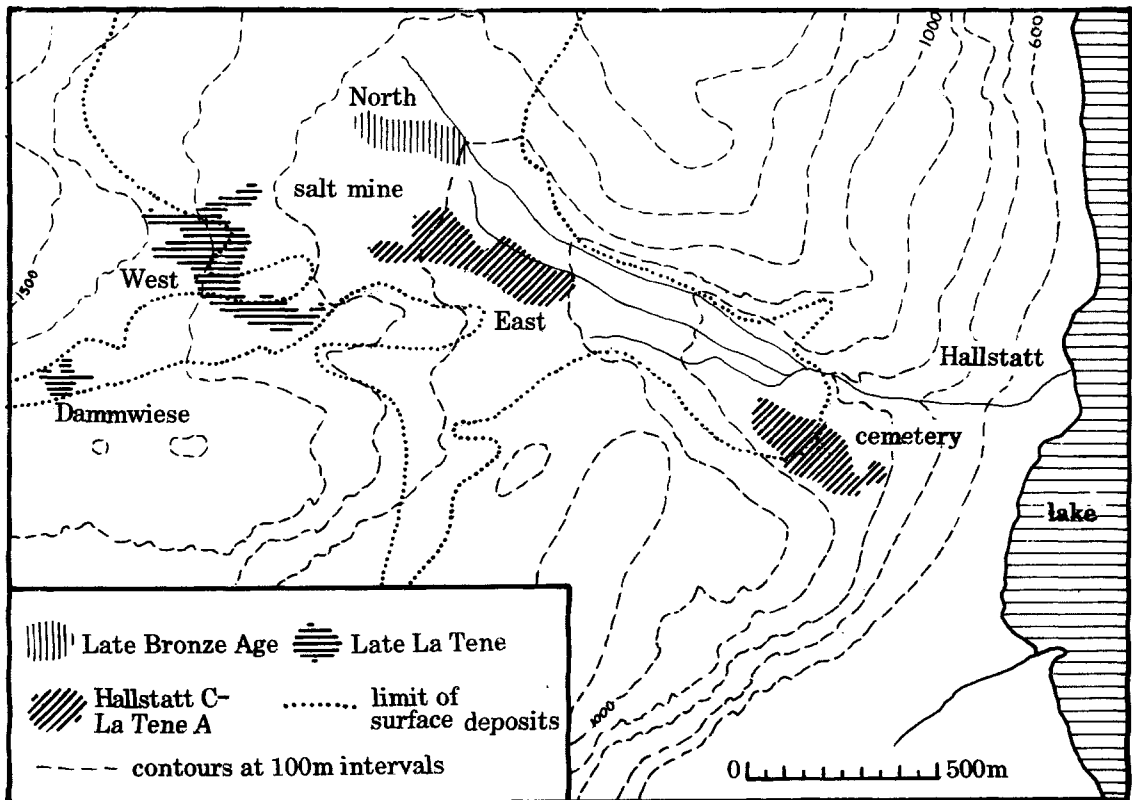 1000
600
North
salt mine
1500
West
East
Hallstatt
Dammwiese
cemetery
lake
Late Bronze Age
Late La Tene
Hallstatt C-
La Tene A
limit of
surface deposits
contours at 100m intervals
1000
0
500m